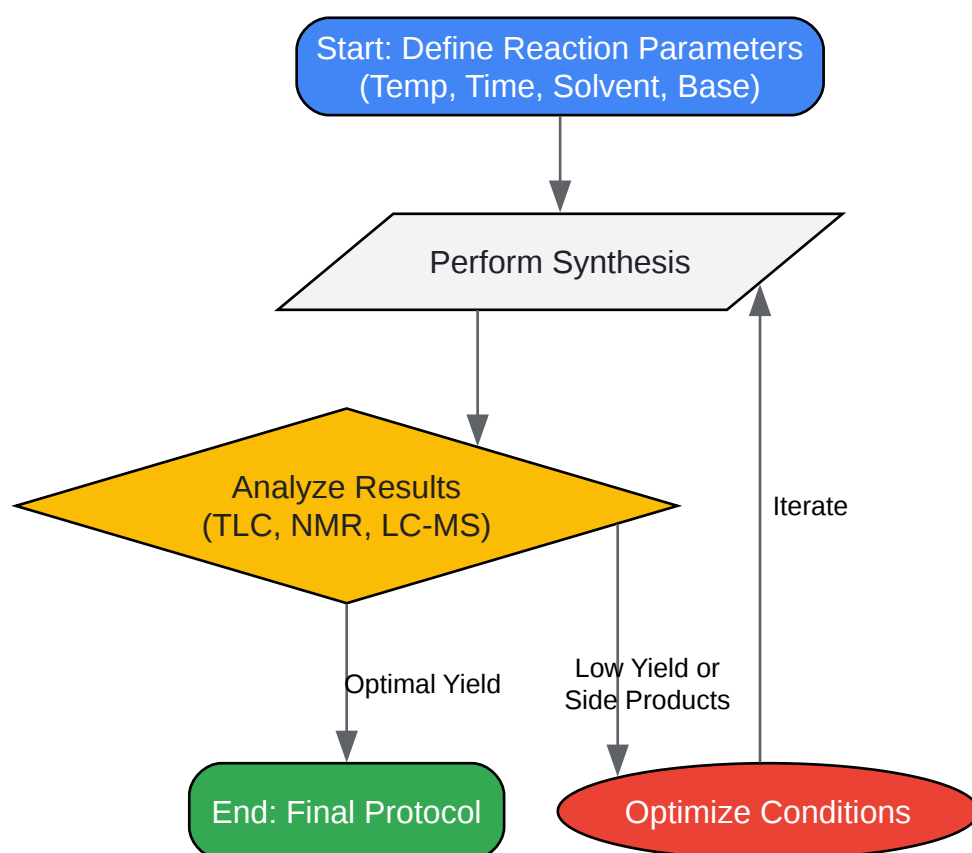 Start: Define Reaction Parameters
(Temp, Time, Solvent, Base)
Perform Synthesis
Analyze Results
(TLC, NMR, LC-MS)
Iterate
Optimal Yield
Low Yield or
Side Products
End: Final Protocol
Optimize Conditions